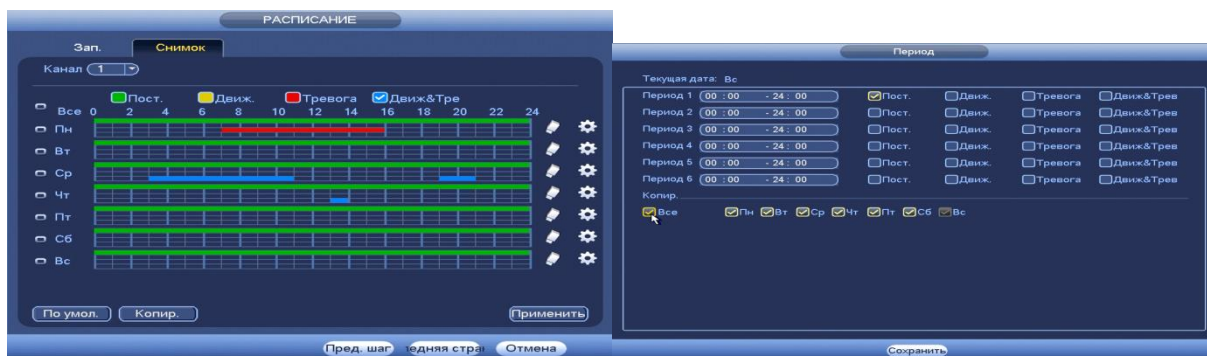 РАСПИСАНИЕ
Зап. Снимок
Канал 1
Пост. Движ. Тревога Движ&Тре
Все 0 2 4 6 8 10 12 14 16 18 20 22 24
Пн
Вт
Ср
Чт
Пт
Сб
Вс
По умол. Копир. Применить
Пред. шаг едняя стра Отмена
Период
Текущая дата: Вс
Период 1 00 :00 - 24: 00 Пост. Движ. Тревога Движ&Трев
Период 2 00 :00 - 24: 00 Пост. Движ. Тревога Движ&Трев
Период 3 00 :00 - 24: 00 Пост. Движ. Тревога Движ&Трев
Период 4 00 :00 - 24: 00 Пост. Движ. Тревога Движ&Трев
Период 5 00 :00 - 24: 00 Пост. Движ. Тревога Движ&Трев
Период 6 00 :00 - 24: 00 Пост. Движ. Тревога Движ&Трев
Копир.
Все Пн Вт Ср Чт Пт Сб Вс
Сохранить